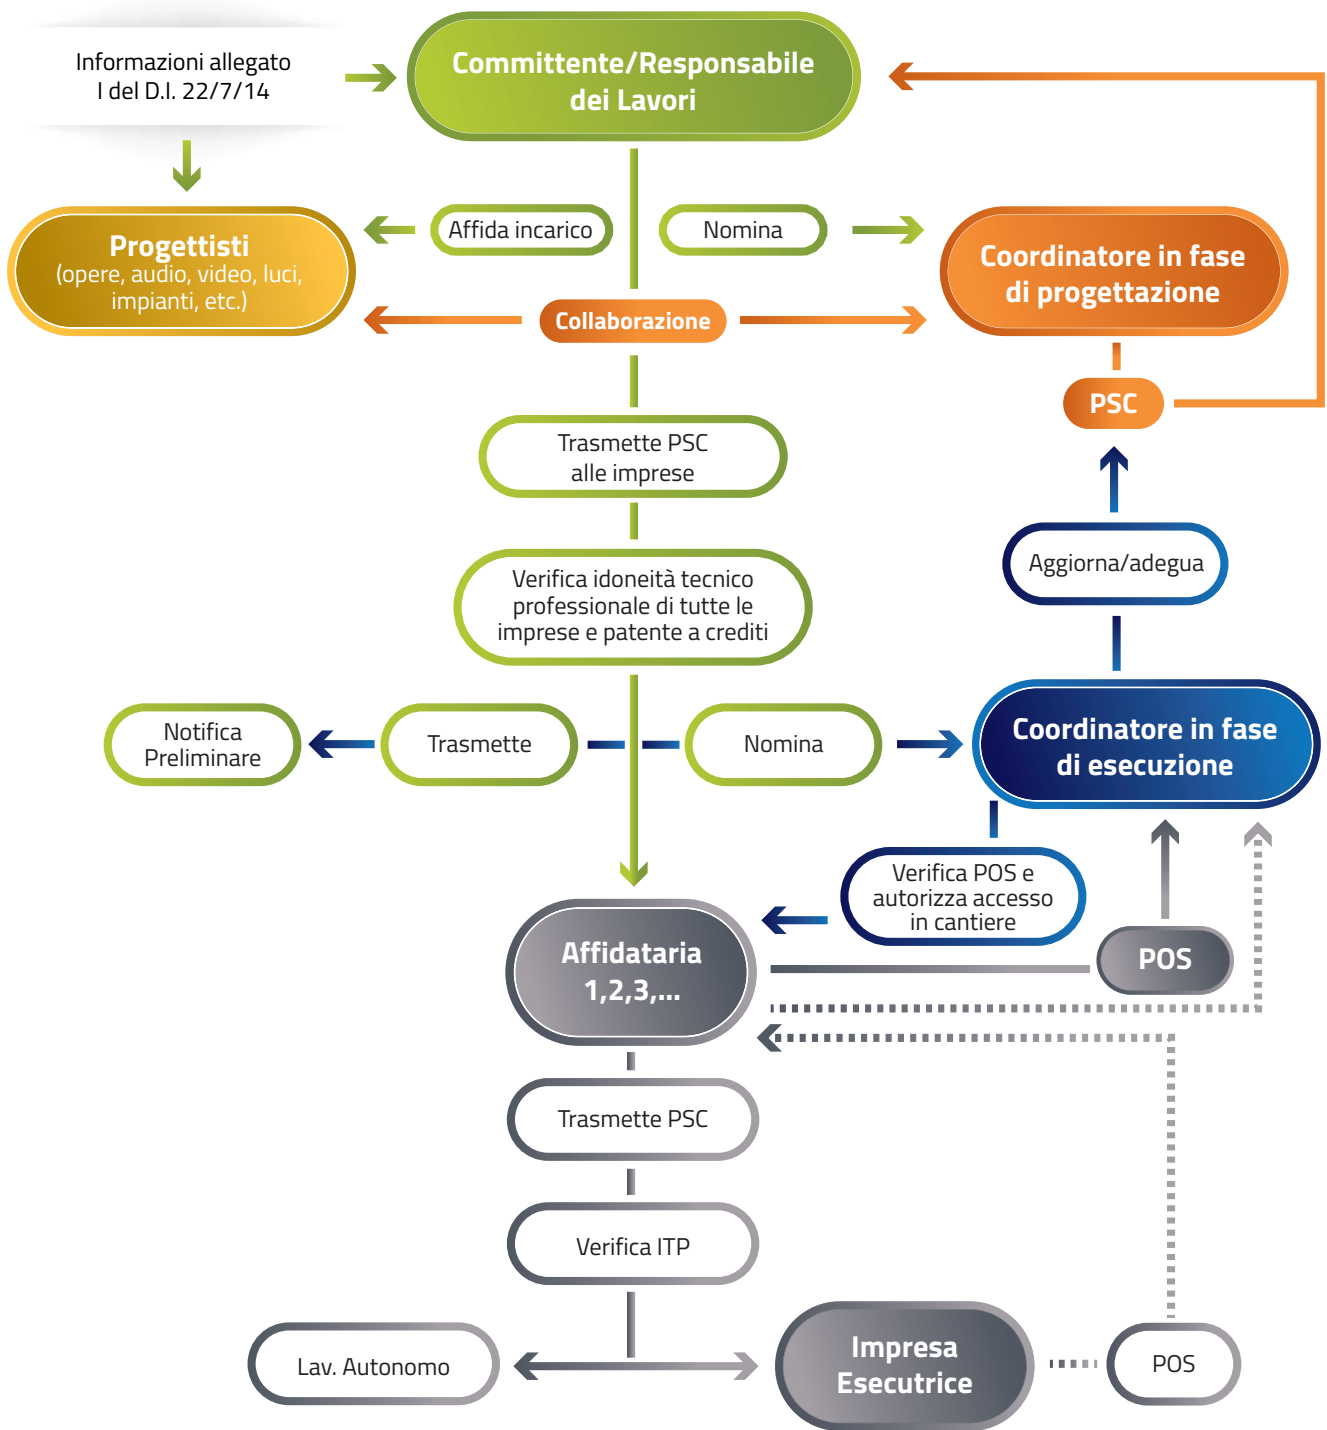 Informazioni allegato
I del D.I. 22/7/14
Committente/Responsabile
dei Lavori
Affida incarico
Nomina
Progettisti
(opere, audio, video, luci,
impianti, etc.)
Coordinatore in fase
di progettazione
Collaborazione
PSC
Trasmette PSC
alle imprese
Aggiorna/adegua
Verifica idoneità tecnico
professionale di tutte le
imprese e patente a crediti
Notifica
Preliminare
Trasmette
Nomina
Coordinatore in fase
di esecuzione
Verifica POS e
autorizza accesso
in cantiere
Affidataria
1,2,3,...
POS
Trasmette PSC
Verifica ITP
Lav. Autonomo
Impresa
Esecutrice
POS